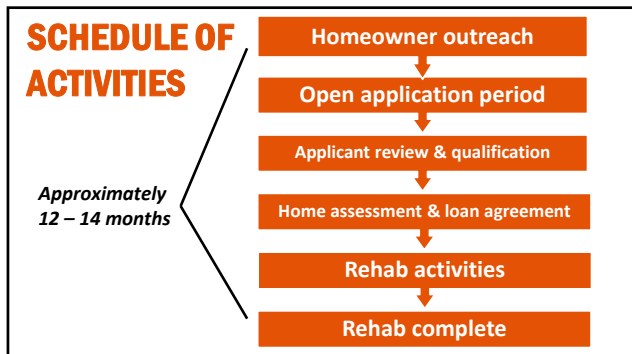 SCHEDULE OF
ACTIVITIES
Homeowner outreach
Open application period
Applicant review & qualification
Home assessment & loan agreement
Rehab activities
Rehab complete
Approximately
12 – 14 months